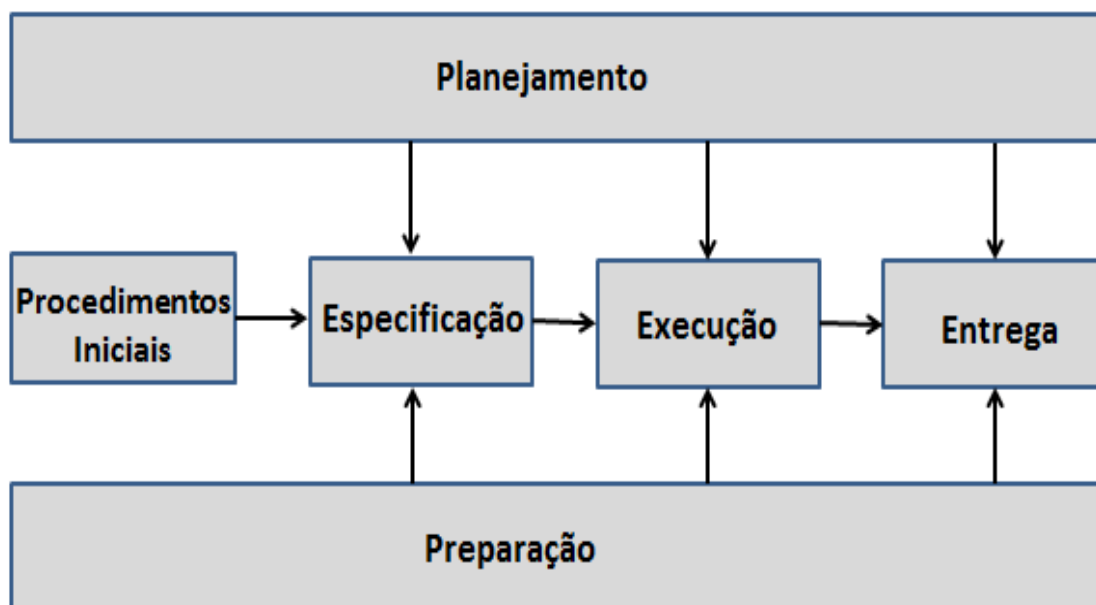 Planejamento
Procedimentos
Iniciais
Especificação
Execução
Entrega
Preparação